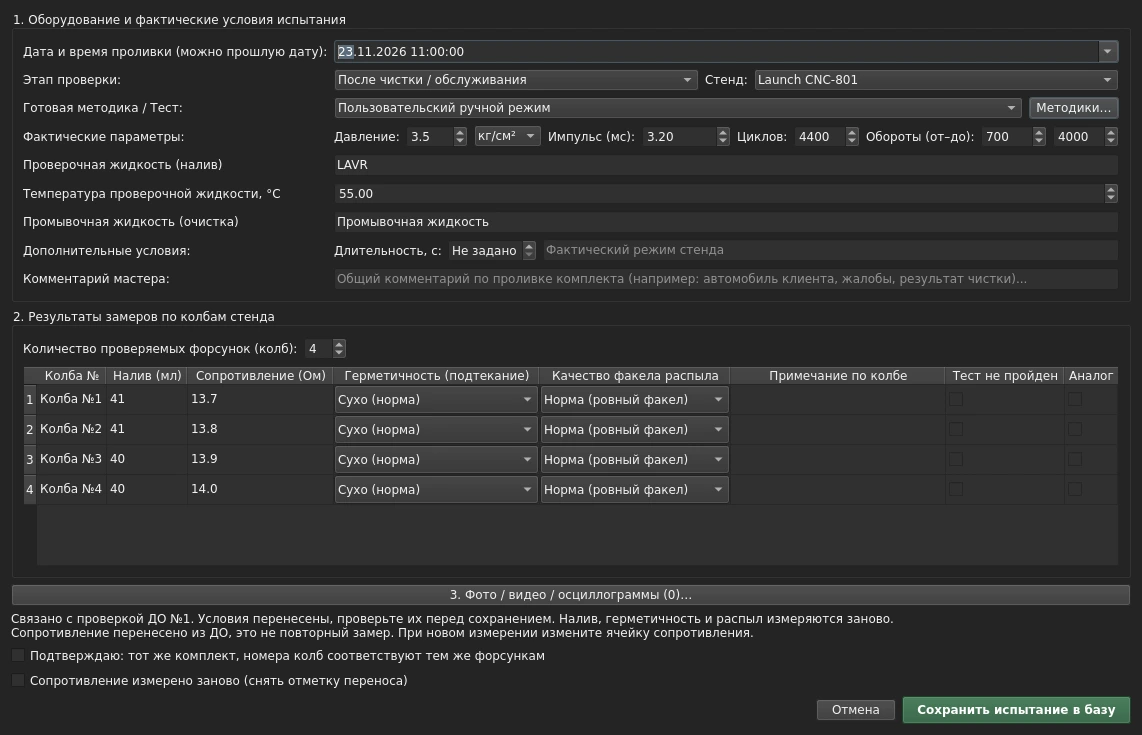 1. Оборудование и фактические условия испытания
Дата и время проливки (можно прошлую дату): 23.11.2026 11:00:00
Этап проверки: После чистки / обслуживания Стенд: Launch CNC-801
Готовая методика / Тест: Пользовательский ручной режим Методики...
Фактические параметры: Давление: 3.5 кг/см² Импульс (мс): 3.20 Циклов: 4400 Обороты (от–до): 700 4000
Проверочная жидкость (налив) LAVR
Температура проверочной жидкости, °C 55.00
Промывочная жидкость (очистка) Промывочная жидкость
Дополнительные условия: Длительность, с: Не задано Фактический режим стенда
Комментарий мастера: Общий комментарий по проливке комплекта (например: автомобиль клиента, жалобы, результат чистки)...
2. Результаты замеров по колбам стенда
Количество проверяемых форсунок (колб): 4
Колба № Налив (мл) Сопротивление (Ом) Герметичность (подтекание) Качество факела распыла Примечание по колбе Тест не пройден Аналог
1 Колба №1 41 13.7 Сухо (норма) Норма (ровный факел)
2 Колба №2 41 13.8 Сухо (норма) Норма (ровный факел)
3 Колба №3 40 13.9 Сухо (норма) Норма (ровный факел)
4 Колба №4 40 14.0 Сухо (норма) Норма (ровный факел)
3. Фото / видео / осциллограммы (0)...
Связано с проверкой ДО №1. Условия перенесены, проверьте их перед сохранением. Налив, герметичность и распыл измеряются заново.
Сопротивление перенесено из ДО, это не повторный замер. При новом измерении измените ячейку сопротивления.
Подтверждаю: тот же комплект, номера колб соответствуют тем же форсункам
Сопротивление измерено заново (снять отметку переноса)
Отмена Сохранить испытание в базу